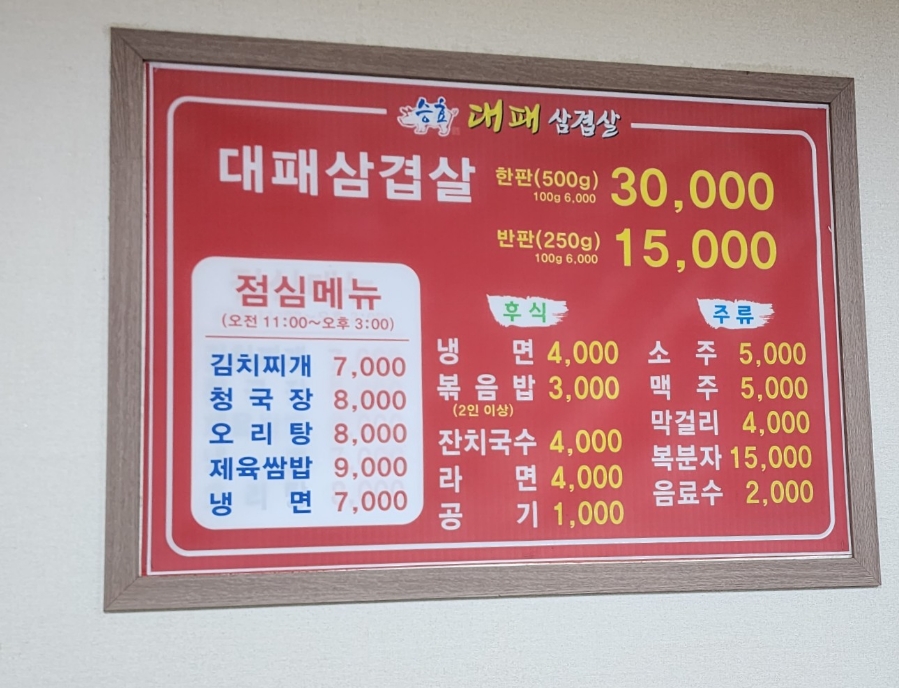 승효 대패 삼겹살
대패삼겹살
한판(500g) 30,000
100g 6,000
반판(250g) 15,000
100g 6,000
점심메뉴
(오전 11:00~오후 3:00)
김치찌개 7,000
청국장 8,000
오리탕 8,000
제육쌈밥 9,000
냉면 7,000
후식
냉면 4,000
볶음밥 3,000
(2인 이상)
잔치국수 4,000
라면 4,000
공기 1,000
주류
소주 5,000
맥주 5,000
막걸리 4,000
복분자 15,000
음료수 2,000